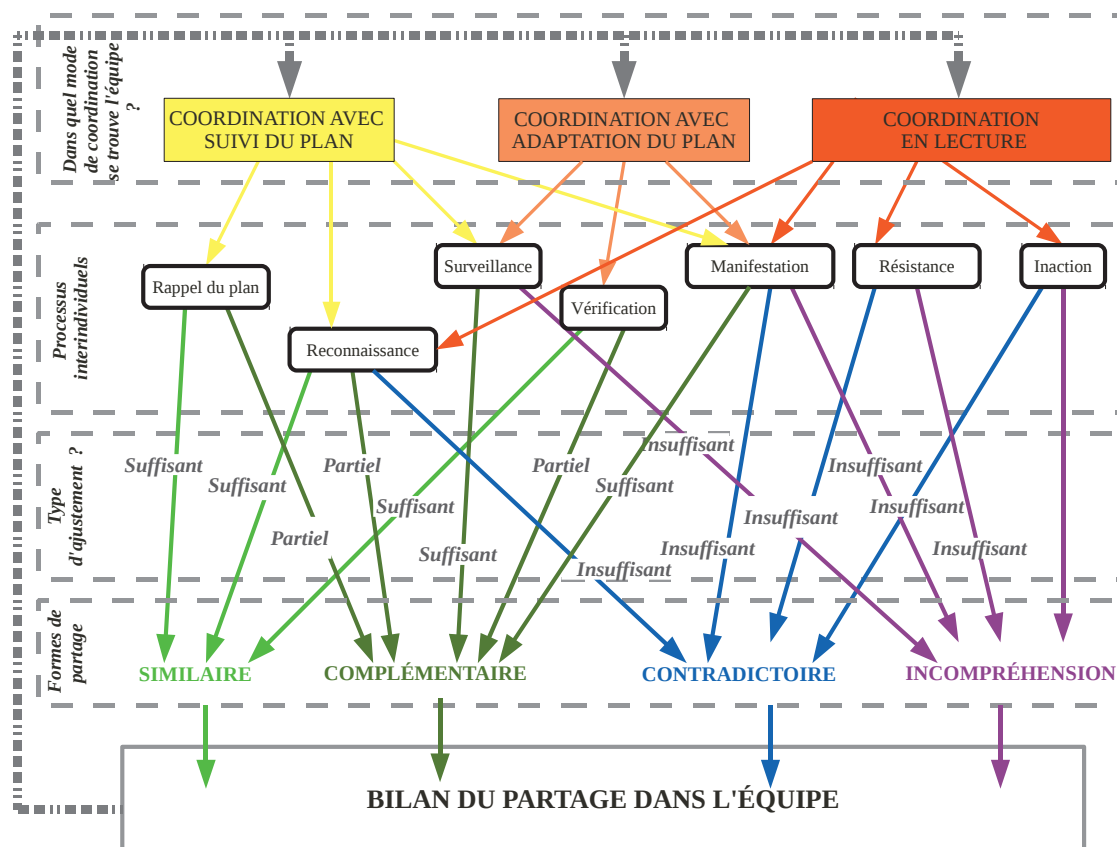 Dans quel mode
de coordination
se trouve l'équipe
?
COORDINATION AVEC
SUIVI DU PLAN
COORDINATION AVEC
ADAPTATION DU PLAN
COORDINATION
EN LECTURE
Processus
interindividuels
Rappel du plan
Reconnaissance
Surveillance
Vérification
Manifestation
Résistance
Inaction
Type
d'ajustement ?
Suffisant
Suffisant
Partiel
Partiel
Suffisant
Suffisant
Partiel
Insuffisant
Suffisant
Insuffisant
Insuffisant
Insuffisant
Insuffisant
Insuffisant
Insuffisant
Formes de
partage
SIMILAIRE
COMPLÉMENTAIRE
CONTRADICTOIRE
INCOMPRÉHENSION
BILAN DU PARTAGE DANS L'ÉQUIPE